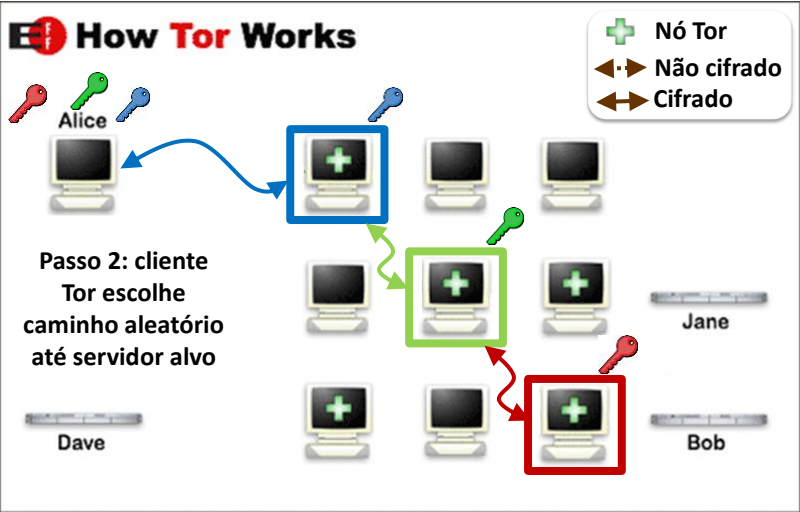 EFF How Tor Works
Nó Tor
Não cifrado
Cifrado
Alice
Passo 2: cliente
Tor escolhe
caminho aleatório
até servidor alvo
Jane
Dave
Bob